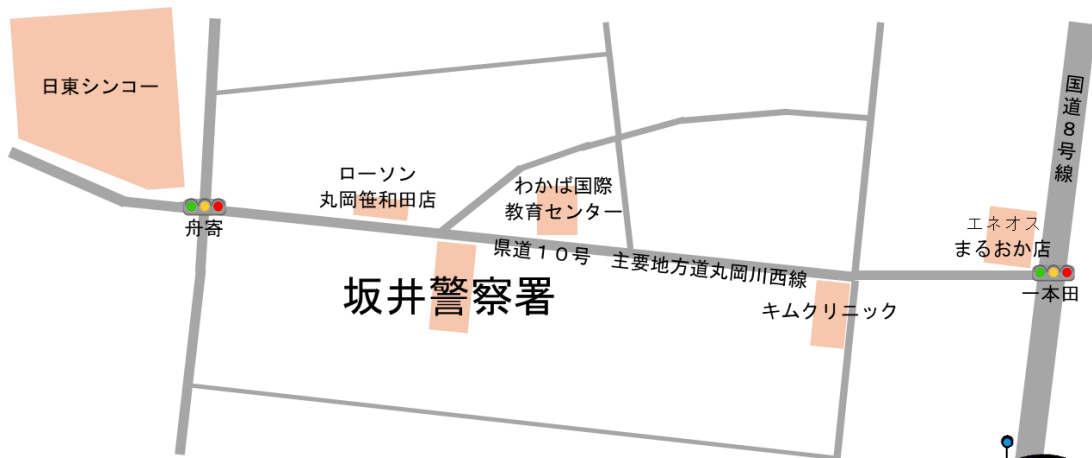 日東シンコー
国道8号線
ローソン
丸岡笹和田店
わかば国際
教育センター
舟寄
エネオス
まるおか店
県道10号 主要地方道丸岡川西線
坂井警察署
一本田
キムクリニック